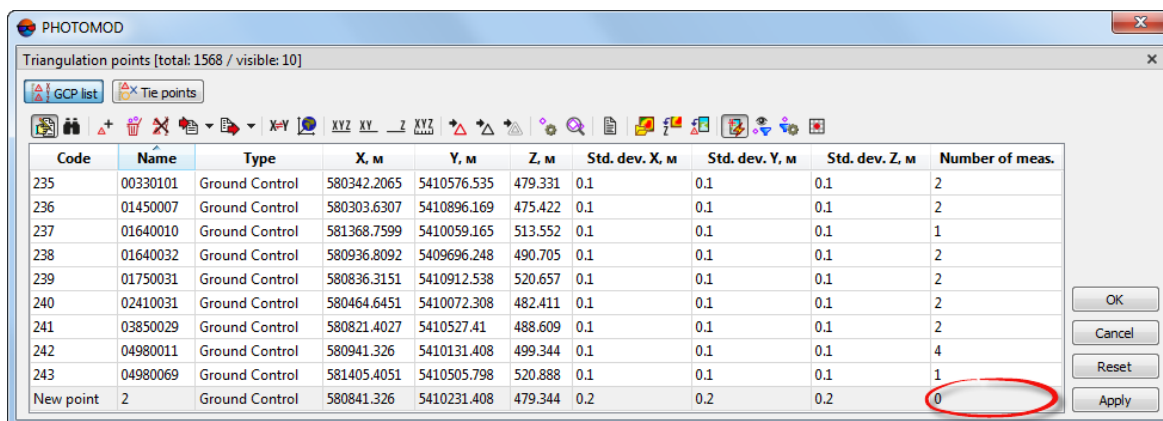 PHOTOMOD
Triangulation points [total: 1568 / visible: 10]
GCP list Tie points
X⇌Y XYZ XY_ _Z XYZ
Code Name Type X, м Y, м Z, м Std. dev. X, м Std. dev. Y, м Std. dev. Z, м Number of meas.
235 00330101 Ground Control 580342.2065 5410576.535 479.331 0.1 0.1 0.1 2
236 01450007 Ground Control 580303.6307 5410896.169 475.422 0.1 0.1 0.1 2
237 01640010 Ground Control 581368.7599 5410059.165 513.552 0.1 0.1 0.1 1
238 01640032 Ground Control 580936.8092 5409696.248 490.705 0.1 0.1 0.1 2
239 01750031 Ground Control 580836.3151 5410912.538 520.657 0.1 0.1 0.1 2
240 02410031 Ground Control 580464.6451 5410072.308 482.411 0.1 0.1 0.1 2
241 03850029 Ground Control 580821.4027 5410527.41 488.609 0.1 0.1 0.1 2
242 04980011 Ground Control 580941.326 5410131.408 499.344 0.1 0.1 0.1 4
243 04980069 Ground Control 581405.4051 5410505.798 520.888 0.1 0.1 0.1 1
New point 2 Ground Control 580841.326 5410231.408 479.344 0.2 0.2 0.2 0
OK
Cancel
Reset
Apply